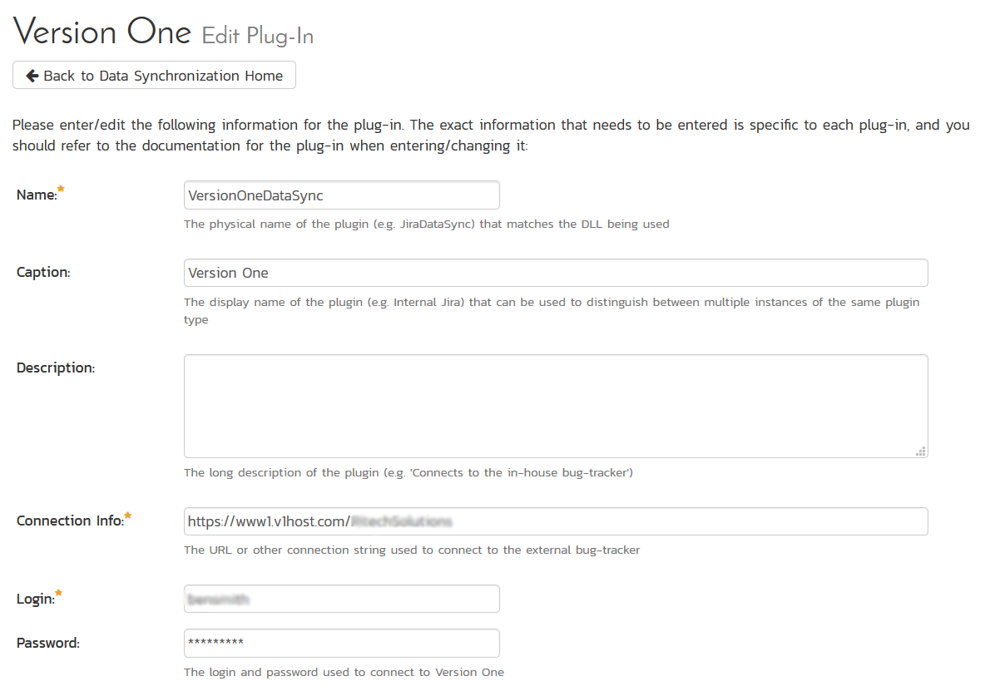 Version One Edit Plug-In
Back to Data Synchronization Home
Please enter/edit the following information for the plug-in. The exact information that needs to be entered is specific to each plug-in, and you
should refer to the documentation for the plug-in when entering/changing it:
Name:
VersionOneDataSync
The physical name of the plugin (e.g. JiraDataSync) that matches the DLL being used
Caption:
Version One
The display name of the plugin (e.g. Internal Jira) that can be used to distinguish between multiple instances of the same plugin
type
Description:
The long description of the plugin (e.g. 'Connects to the in-house bug-tracker')
Connection Info:
https://www1.v1host.com/
The URL or other connection string used to connect to the external bug-tracker
Login:
Password:
*********
The login and password used to connect to Version One